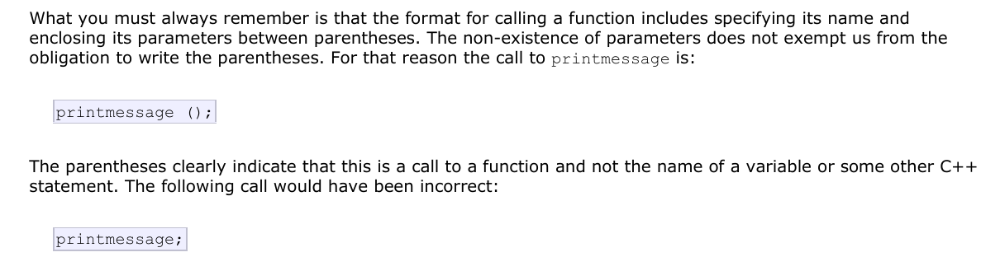 What you must always remember is that the format for calling a function includes specifying its name and
enclosing its parameters between parentheses. The non-existence of parameters does not exempt us from the
obligation to write the parentheses. For that reason the call to printmessage is:
printmessage ();
The parentheses clearly indicate that this is a call to a function and not the name of a variable or some other C++
statement. The following call would have been incorrect:
printmessage;